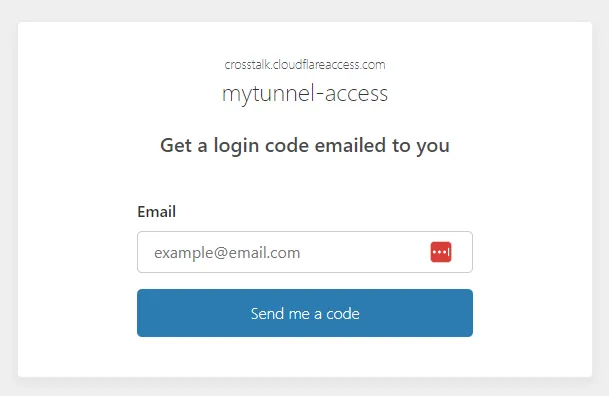 crosstalk.cloudflareaccess.com
mytunnel-access
Get a login code emailed to you
Email
example@email.com
Send me a code